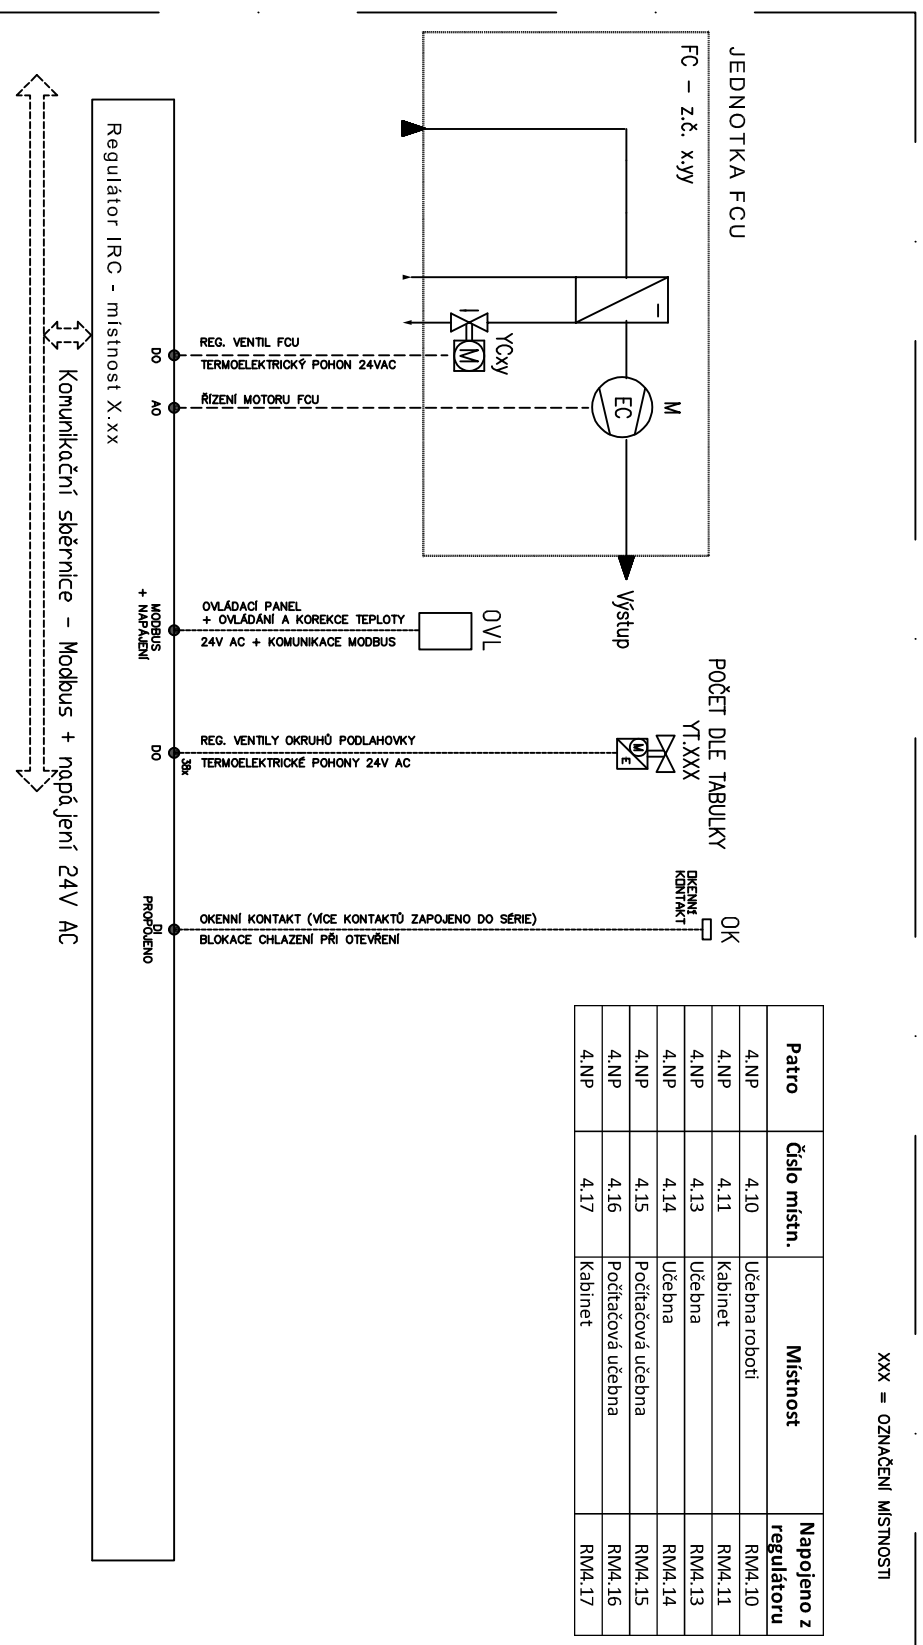 XXX = OZNAČENÍ MÍSTNOSTI
JEDNOTKA FCU
FC – z.č. x.yy
YCxy
M
M
EC
Výstup
OVL
POČET DLE TABULKY
YT.XXX
M
E
OK
OKENNÍ
KONTAKT
Patro Číslo místn. Místnost Napojeno z regulátoru
4.NP 4.10 Učebna roboti RM4.10
4.NP 4.11 Kabinet RM4.11
4.NP 4.13 Učebna RM4.13
4.NP 4.14 Učebna RM4.14
4.NP 4.15 Počítačová učebna RM4.15
4.NP 4.16 Počítačová učebna RM4.16
4.NP 4.17 Kabinet RM4.17
REG. VENTIL FCU
TERMOELEKTRICKÝ POHON 24VAC
ŘÍZENÍ MOTORU FCU
OVLÁDACÍ PANEL
+ OVLÁDÁNÍ A KOREKCE TEPLOTY
24V AC + KOMUNIKACE MODBUS
REG. VENTILY OKRUHŮ PODLAHOVKY
TERMOELEKTRICKÉ POHONY 24V AC
OKENNÍ KONTAKT (VÍCE KONTAKTŮ ZAPOJENO DO SÉRIE)
BLOKACE CHLAZENÍ PŘI OTEVŘENÍ
38x
DO
AO
MODBUS
+ NAPÁJENÍ
DO
DI
PROPOJENO
Regulátor IRC - místnost X.xx
Komunikační sběrnice – Modbus + napájení 24V AC